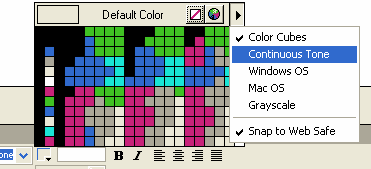 Default Color
Color Cubes
Continuous Tone
Windows OS
Mac OS
Grayscale
Snap to Web Safe
B I